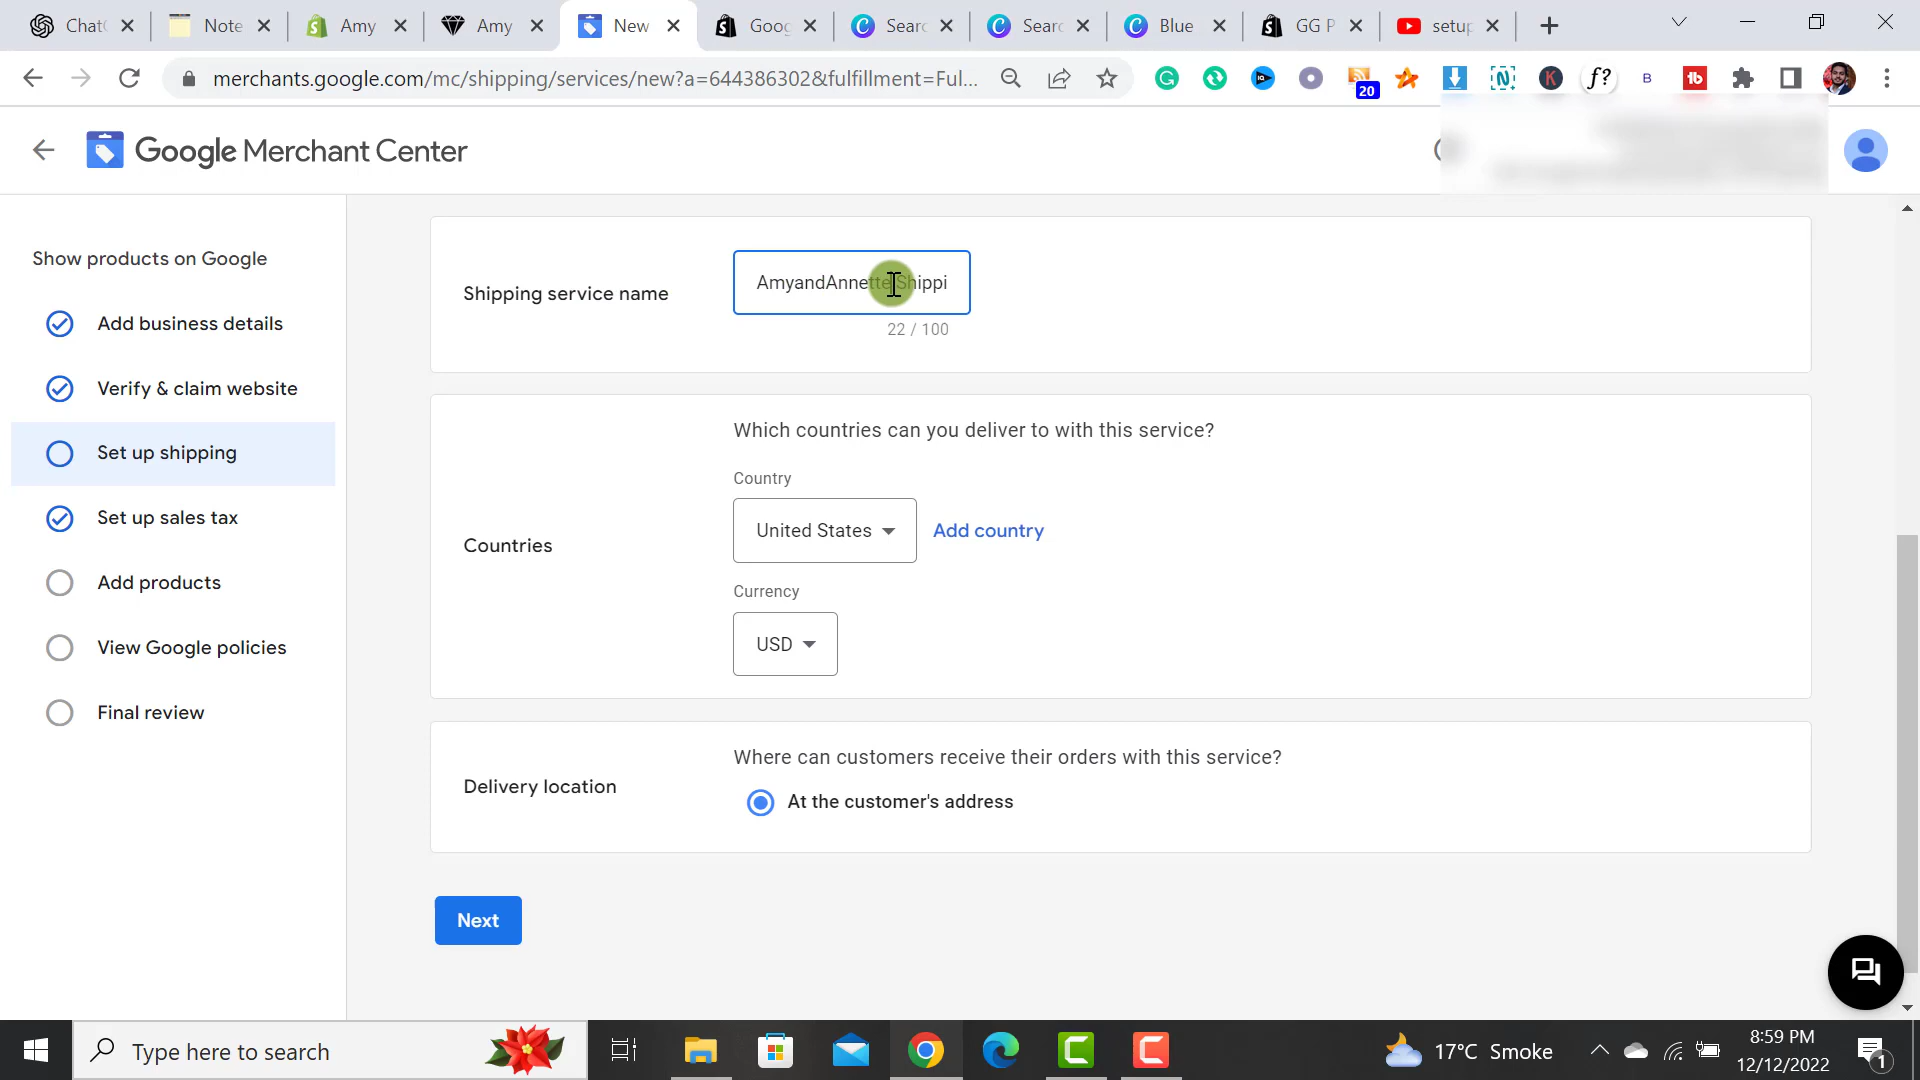 Chat
Note
Amy
Amy
New
Goog
Sear
Sear
Blue
GG P
setup
merchants.google.com/mc/shipping/services/new?a=644386302&fulfillment=Ful...
20
f?
B
Google Merchant Center
Show products on Google
Add business details
Verify & claim website
Set up shipping
Set up sales tax
Add products
View Google policies
Final review
Shipping service name
AmyandAnnette Shippi
22 / 100
Countries
Which countries can you deliver to with this service?
Country
United States
Add country
Currency
USD
Delivery location
Where can customers receive their orders with this service?
At the customer's address
Next
Type here to search
17°C Smoke
8:59 PM
12/12/2022
1